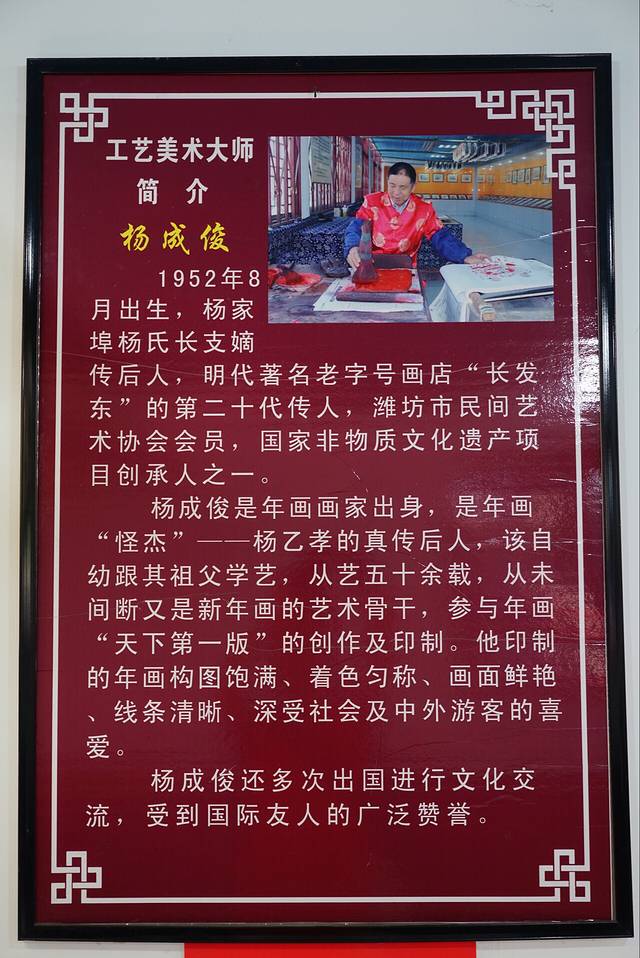 工艺美术大师
简 介
杨成俊
1952年8
月出生，杨家
埠杨氏长支嫡
传后人，明代著名老字号画店“长发
东”的第二十代传人，潍坊市民间艺
术协会会员，国家非物质文化遗产项
目创承人之一。
杨成俊是年画画家出身，是年画
“怪杰”——杨乙孝的真传后人，该自
幼跟其祖父学艺，从艺五十余载，从未
间断又是新年画的艺术骨干，参与年画
“天下第一版”的创作及印制。他印制
的年画构图饱满、着色匀称、画面鲜艳
、线条清晰、深受社会及中外游客的喜
爱。
杨成俊还多次出国进行文化交
流，受到国际友人的广泛赞誉。